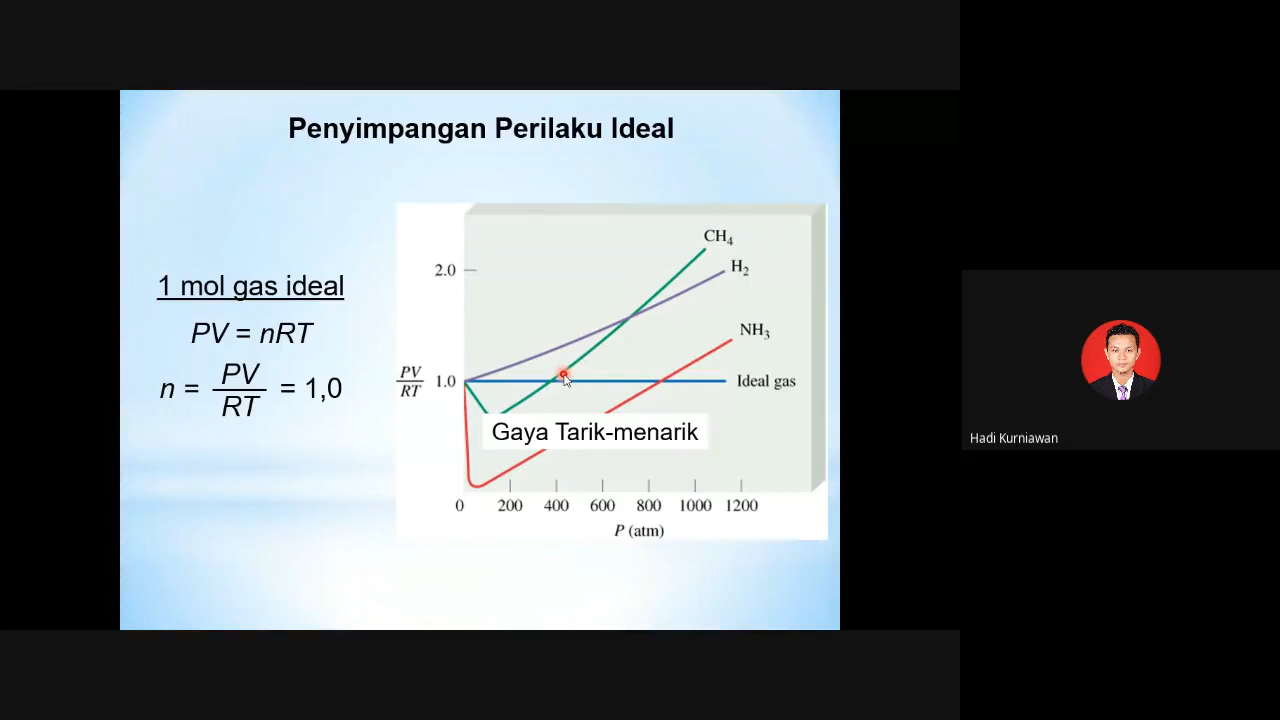 Penyimpangan Perilaku Ideal
1 mol gas ideal
PV = nRT
n = PV/RT = 1,0
CH₄
2.0
H₂
NH₃
PV/RT
1.0
Ideal gas
Gaya Tarik-menarik
0 200 400 600 800 1000 1200
P (atm)
Hadi Kurniawan